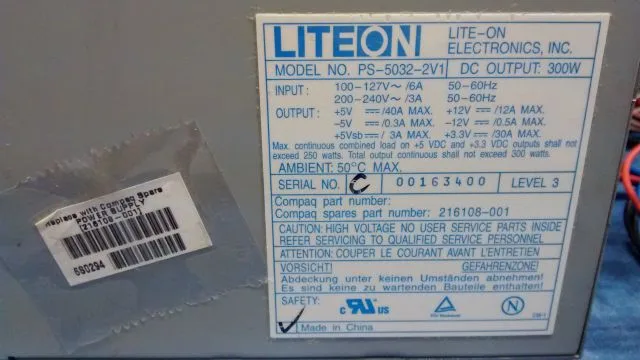 LITEON
LITE-ON
ELECTRONICS, INC.
MODEL NO. PS-5032-2V1 DC OUTPUT: 300W
INPUT: 100-127V~ /6A 50-60Hz
200-240V~ /3A 50-60Hz
OUTPUT: +5V ⎓/40A MAX. +12V ⎓/12A MAX.
-5V ⎓/0.3A MAX. -12V ⎓/0.5A MAX.
+5Vsb ⎓/ 3A MAX. +3.3V ⎓/30A MAX.
Max. continuous combined load on +5 VDC and +3.3 VDC outputs shall not
exceed 250 watts. Total output continuous shall not exceed 300 watts.
AMBIENT: 50°C MAX.
SERIAL NO. C 00163400 LEVEL 3
Compaq part number:
Compaq spares part number: 216108-001
CAUTION: HIGH VOLTAGE NO USER SERVICE PARTS INSIDE
REFER SERVICING TO QUALIFIED SERVICE PERSONNEL
ATTENTION: COUPER LE COURANT AVANT L'ENTRETIEN
VORSICHT! GEFAHRENZONE!
Abdeckung unter keinen Umständen abnehmen!
Es sind keine zu wartenden Bauteile enthalten!
SAFETY: c RU us N
Made in China
Replace with Compaq Spare
POWER SUPPLY
(216108-001)
680294